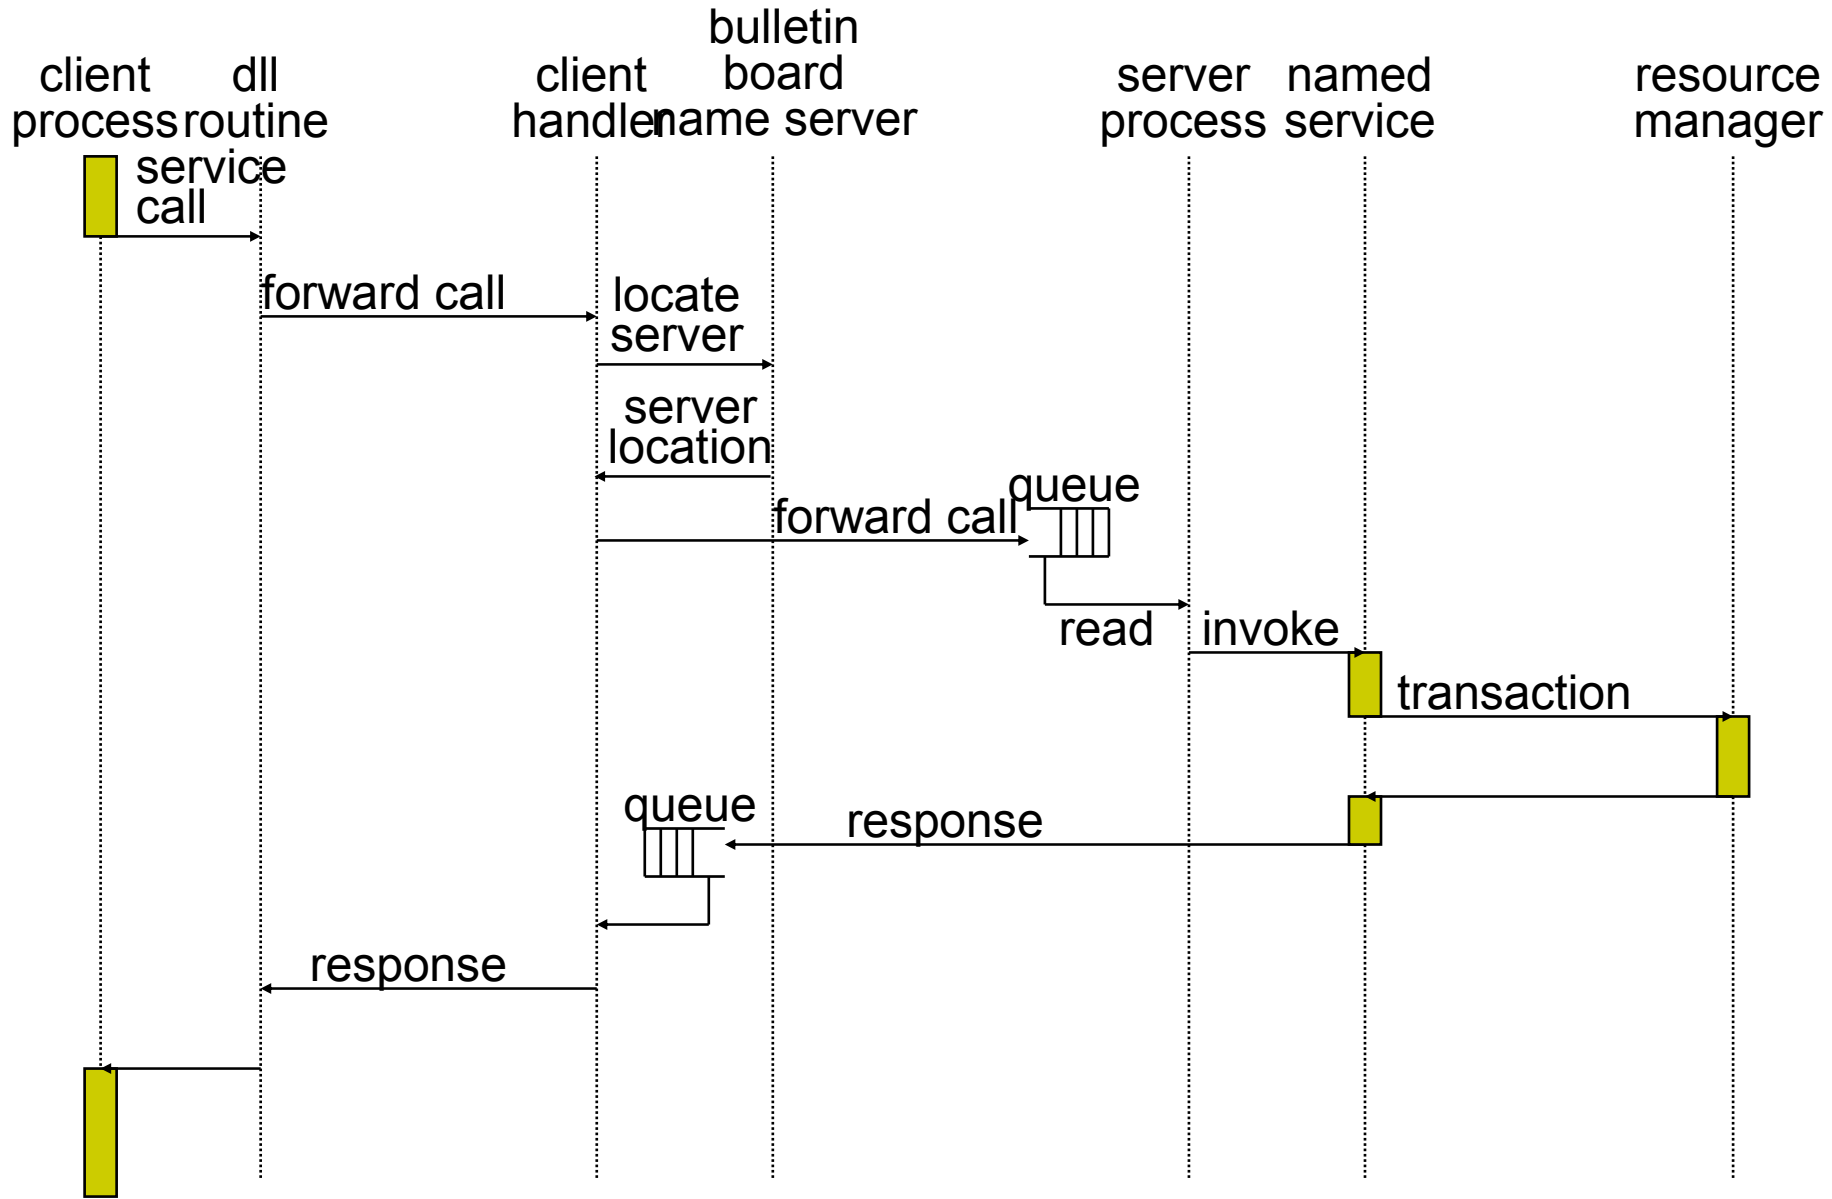 client
process
dll
routine
client
handler
bulletin
board
name server
server
process
named
service
resource
manager
service
call
forward call
locate
server
server
location
queue
forward call
read
invoke
transaction
queue
response
response